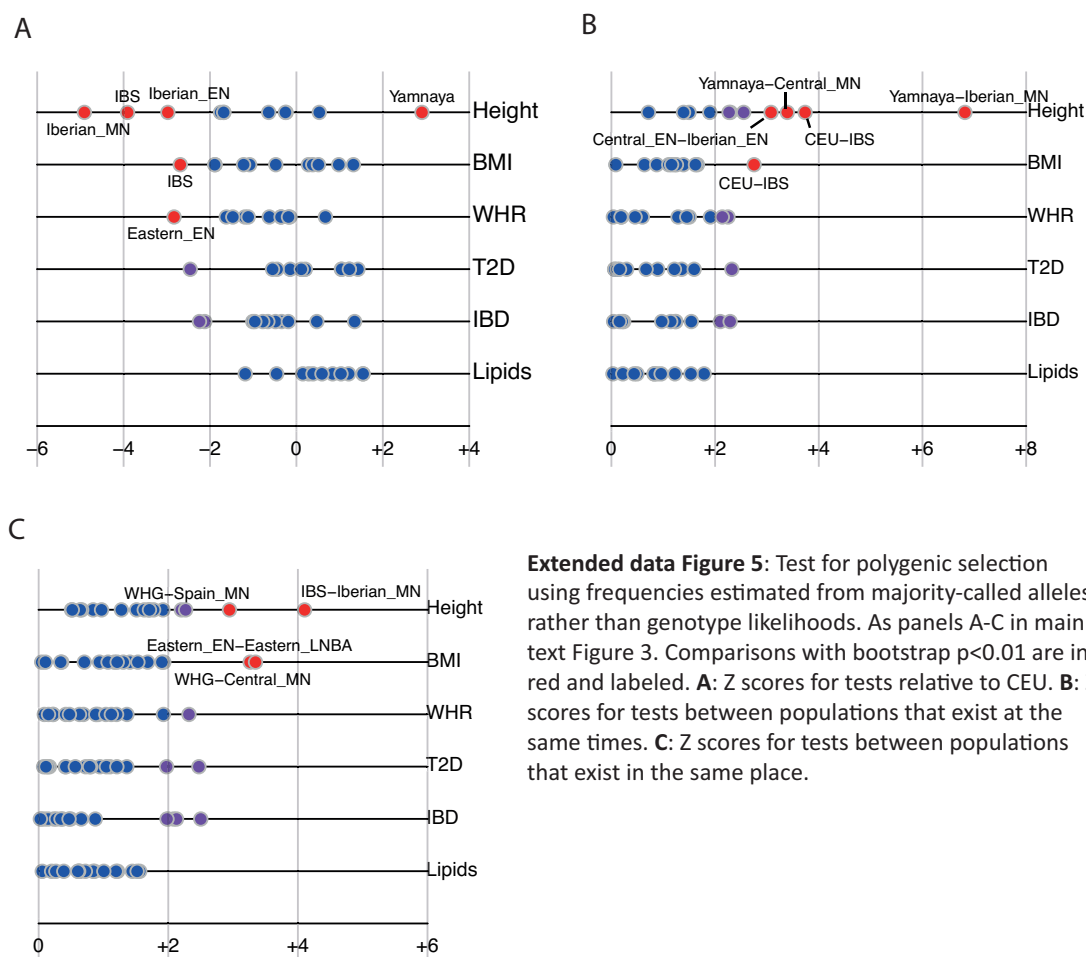 A
IBS
Iberian_EN
Yamnaya
Height
Iberian_MN
BMI
IBS
WHR
Eastern_EN
T2D
IBD
Lipids
−6 −4 −2 0 +2 +4
B
Yamnaya−Central_MN
Yamnaya−Iberian_MN
Height
Central_EN−Iberian_EN
CEU−IBS
BMI
CEU−IBS
WHR
T2D
IBD
Lipids
0 +2 +4 +6 +8
C
WHG−Spain_MN
IBS−Iberian_MN
Height
Eastern_EN−Eastern_LNBA
BMI
WHG−Central_MN
WHR
T2D
IBD
Lipids
0 +2 +4 +6
Extended data Figure 5: Test for polygenic selection
using frequencies estimated from majority-called alleles
rather than genotype likelihoods. As panels A-C in main
text Figure 3. Comparisons with bootstrap p<0.01 are in
red and labeled. A: Z scores for tests relative to CEU. B:
scores for tests between populations that exist at the
same times. C: Z scores for tests between populations
that exist in the same place.